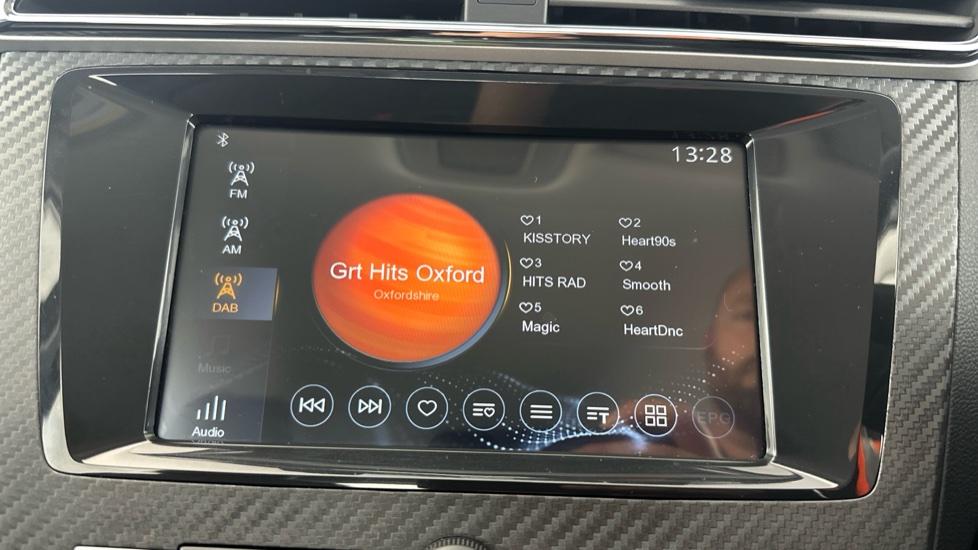 13:28
FM
AM
DAB
Music
Audio
Grt Hits Oxford
Oxfordshire
1
KISSTORY
2
Heart90s
3
HITS RAD
4
Smooth
5
Magic
6
HeartDnc
T
EPG